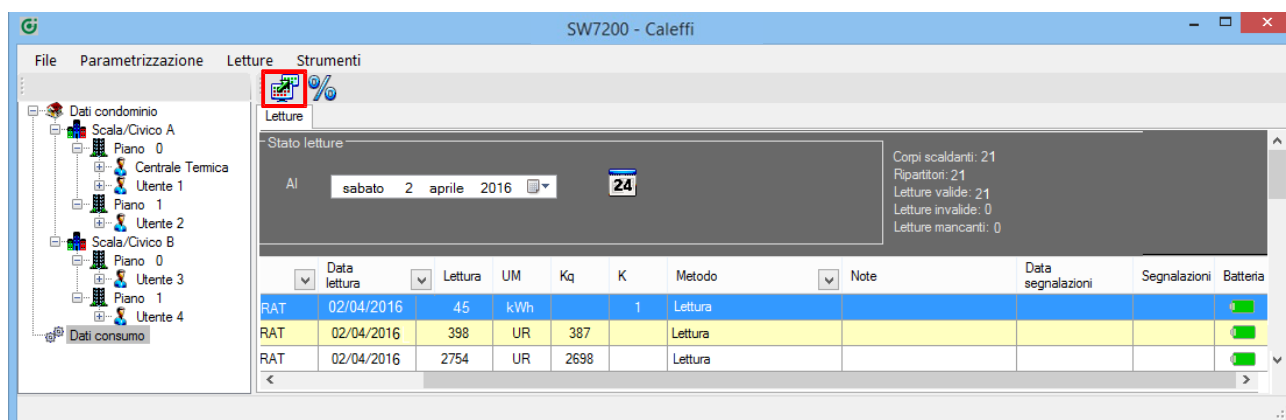 SW7200 - Caleffi
File Parametrizzazione Letture Strumenti
%
Dati condominio
Scala/Civico A
Piano 0
Centrale Termica
Utente 1
Piano 1
Utente 2
Scala/Civico B
Piano 0
Utente 3
Piano 1
Utente 4
Dati consumo
Letture
Stato letture
Al sabato 2 aprile 2016
24
Corpi scaldanti: 21
Ripartitori: 21
Letture valide: 21
Letture invalide: 0
Letture mancanti: 0
Data lettura Lettura UM Kq K Metodo Note Data segnalazioni Segnalazioni Batteria
RAT 02/04/2016 45 kWh 1 Lettura
RAT 02/04/2016 398 UR 387 Lettura
RAT 02/04/2016 2754 UR 2698 Lettura